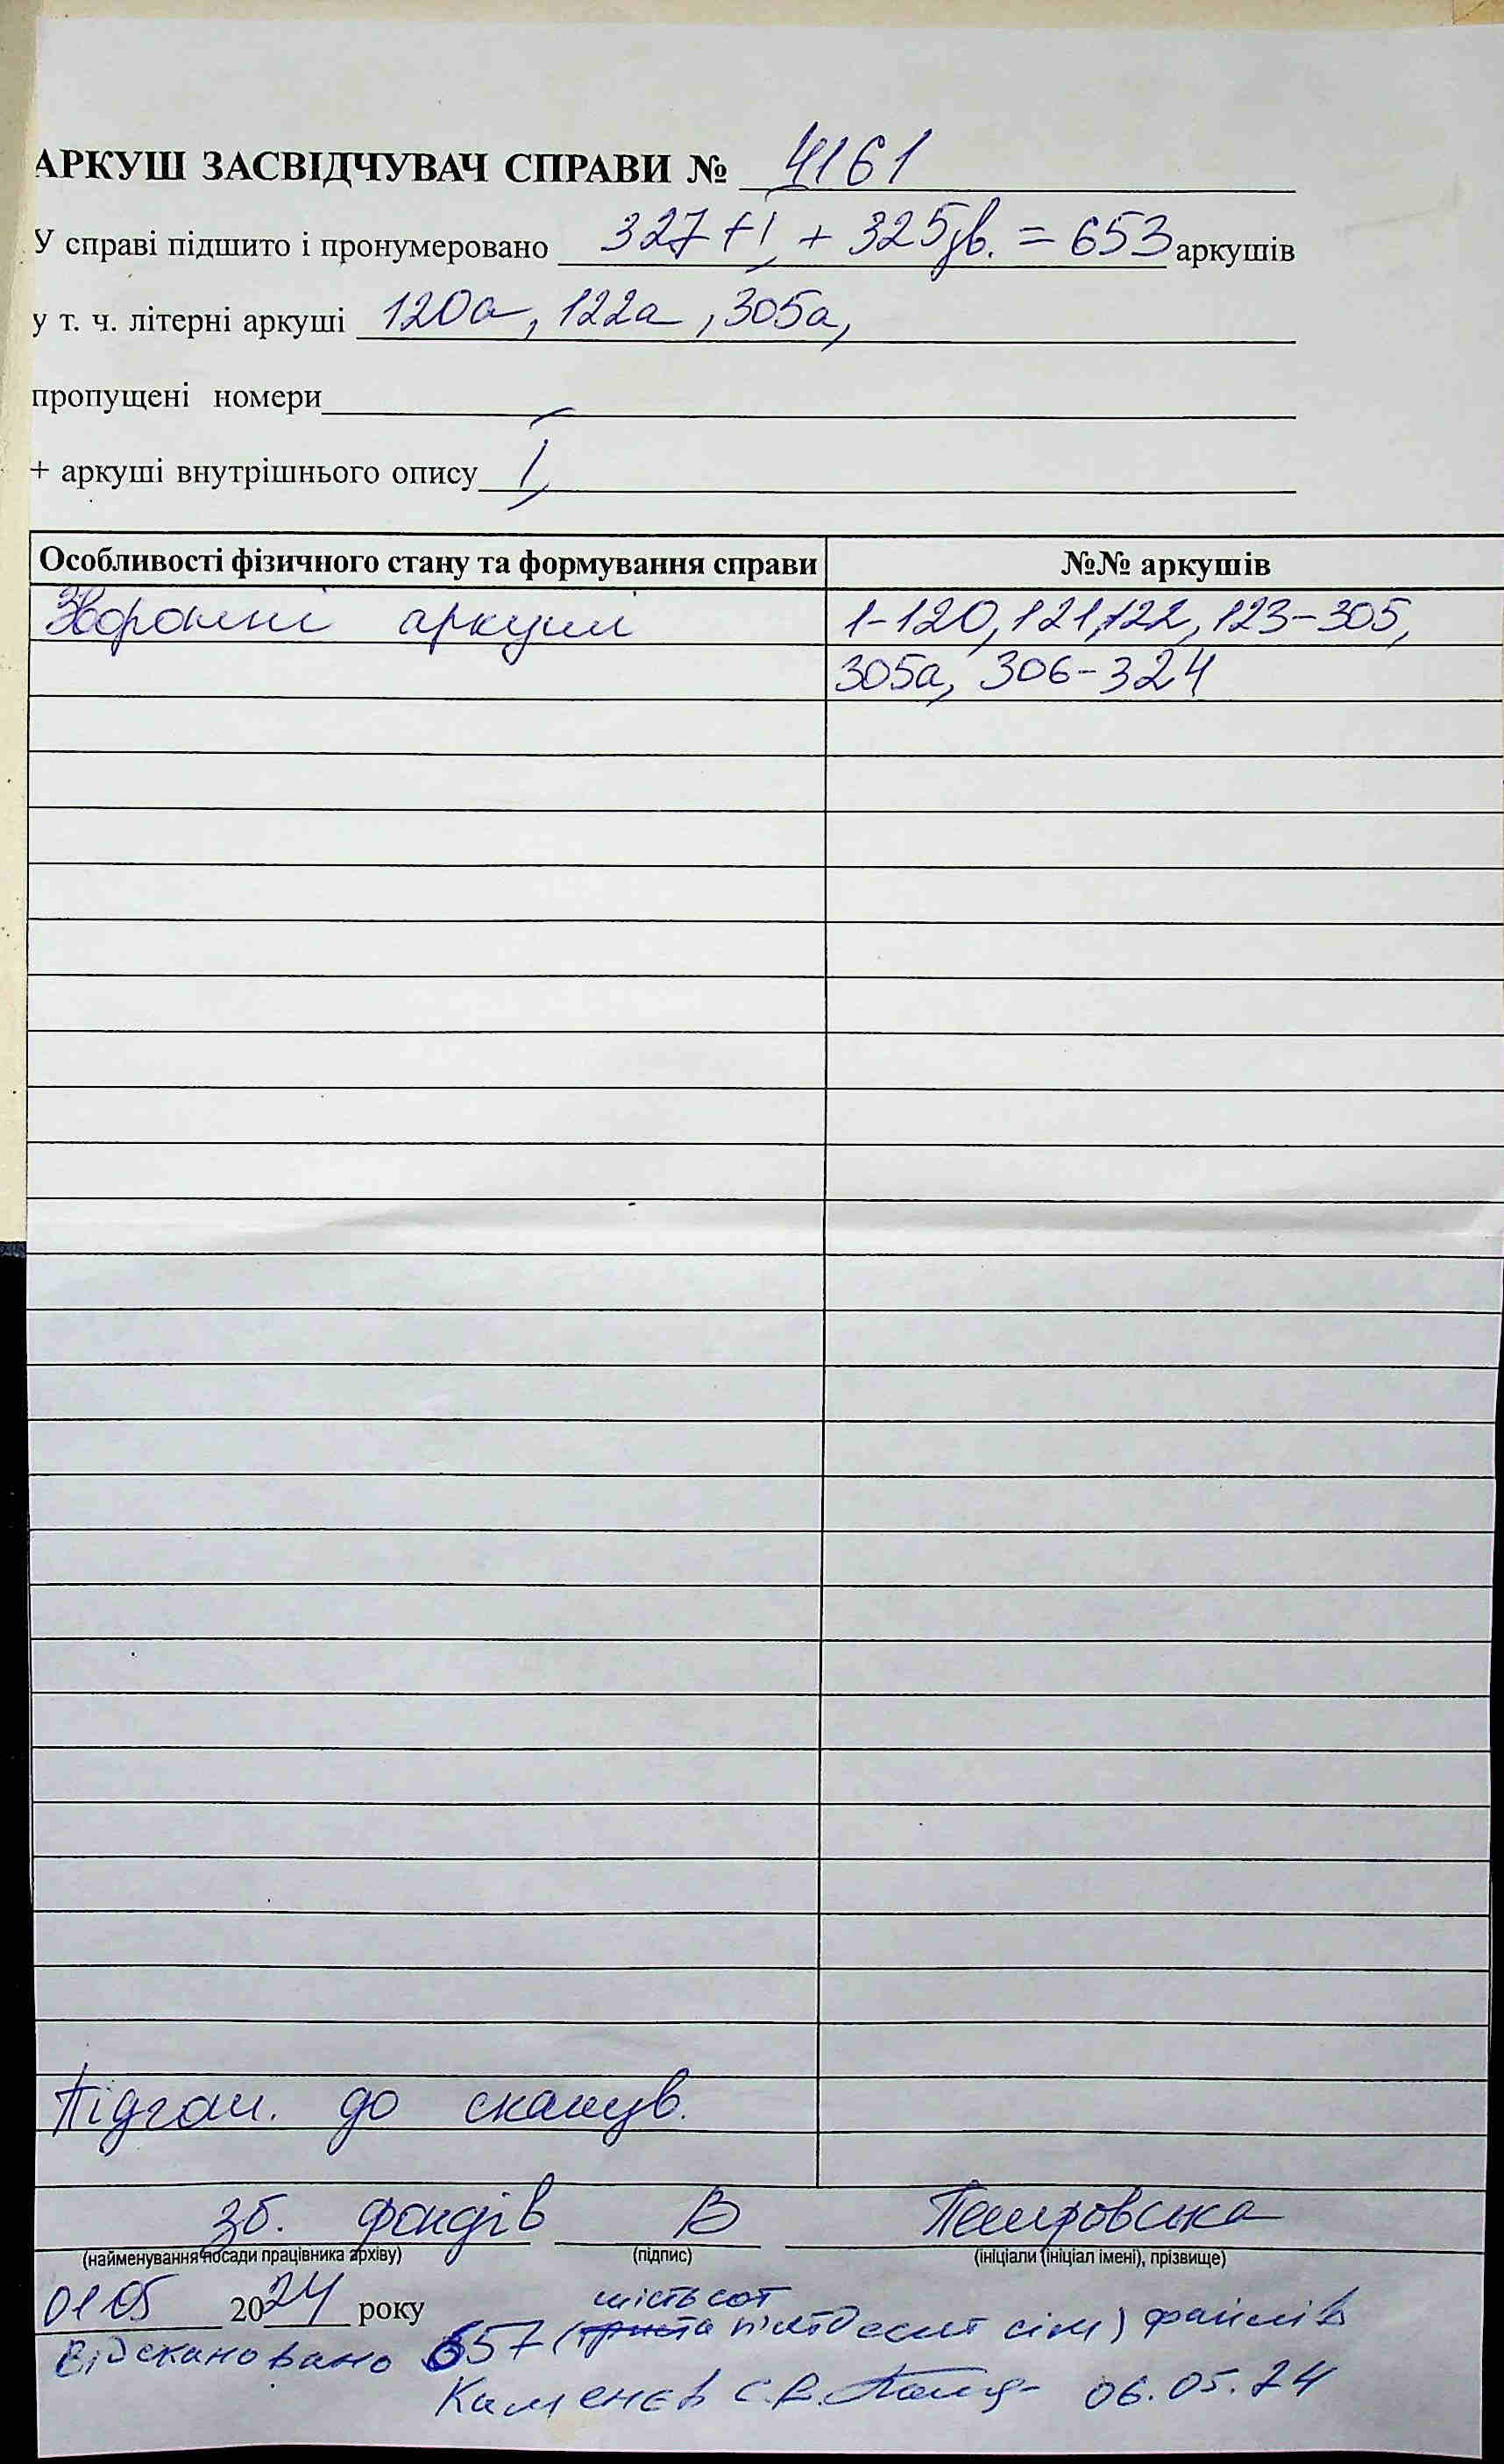 АРКУШ ЗАСВІДЧУВАЧ СПРАВИ № 4161
У справі підшито і пронумеровано 327+1, + 325зв. = 653 аркушів
у т. ч. літерні аркуші 120а, 122а, 305а,
пропущені номери –
+ аркуші внутрішнього опису 1,
Особливості фізичного стану та формування справи №№ аркушів
Зворотні аркуші 1-120, 121, 122, 123-305,
305а, 306-324
Підгот. до сканув.
зб. фондів В Петровська
(найменування посади працівника архіву) (підпис) (ініціали (ініціал імені), прізвище)
01 05 2024 року
шістьсот
Відскановано 657 (триста п'ятдесят сім) файлів
Каменєв С.В. 06.05.24